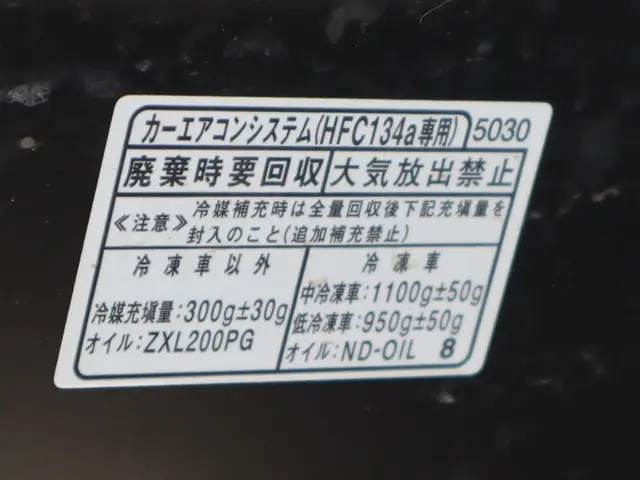 カーエアコンシステム(HFC134a専用) 5030
廃棄時要回収 大気放出禁止
≪注意≫ 冷媒補充時は全量回収後下記充填量を
封入のこと(追加補充禁止)
冷凍車以外
冷媒充填量:300g±30g
オイル:ZXL200PG
冷凍車
中冷凍車:1100g±50g
低冷凍車:950g±50g
オイル:ND-OIL 8